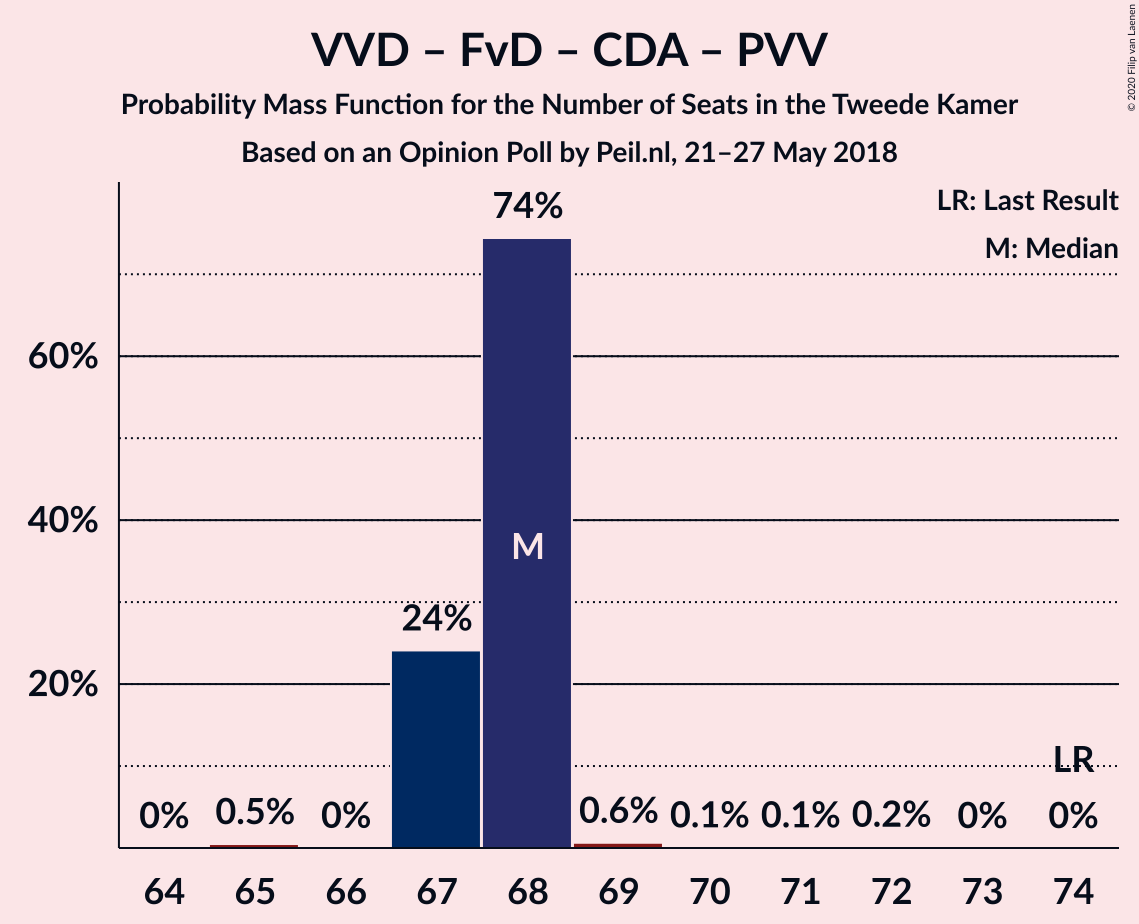 VVD – FvD – CDA – PVV
Probability Mass Function for the Number of Seats in the Tweede Kamer
Based on an Opinion Poll by Peil.nl, 21–27 May 2018
© 2020 Filip van Laenen
LR: Last Result
M: Median
74%
60%
40%
20%
M
24%
LR
0%
0.5%
0%
0.6%
0.1%
0.1%
0.2%
0%
0%
64 65 66 67 68 69 70 71 72 73 74